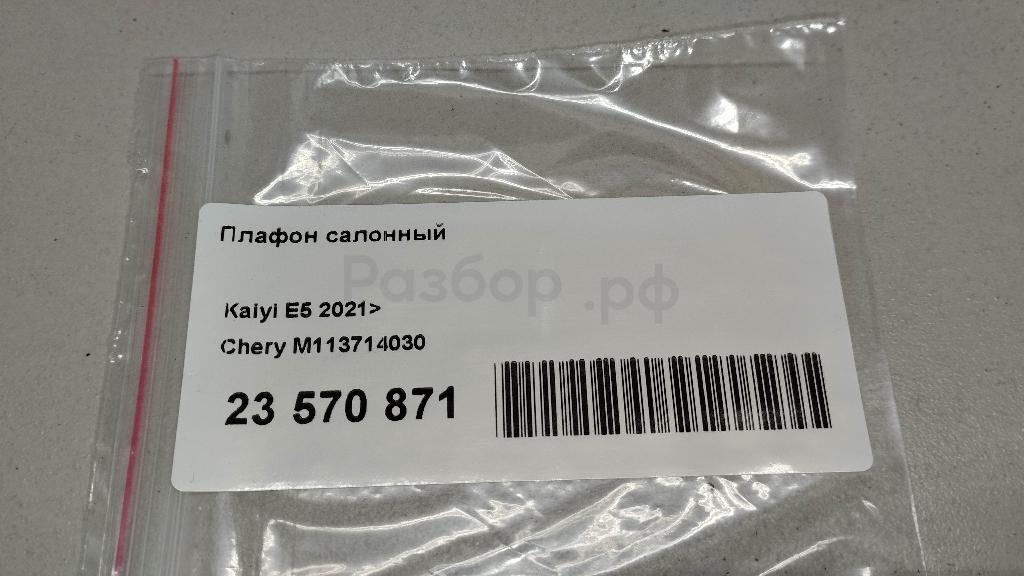 Плафон салонный
Разбор.рф
Kaiyi E5 2021>
Chery M113714030
23 570 871